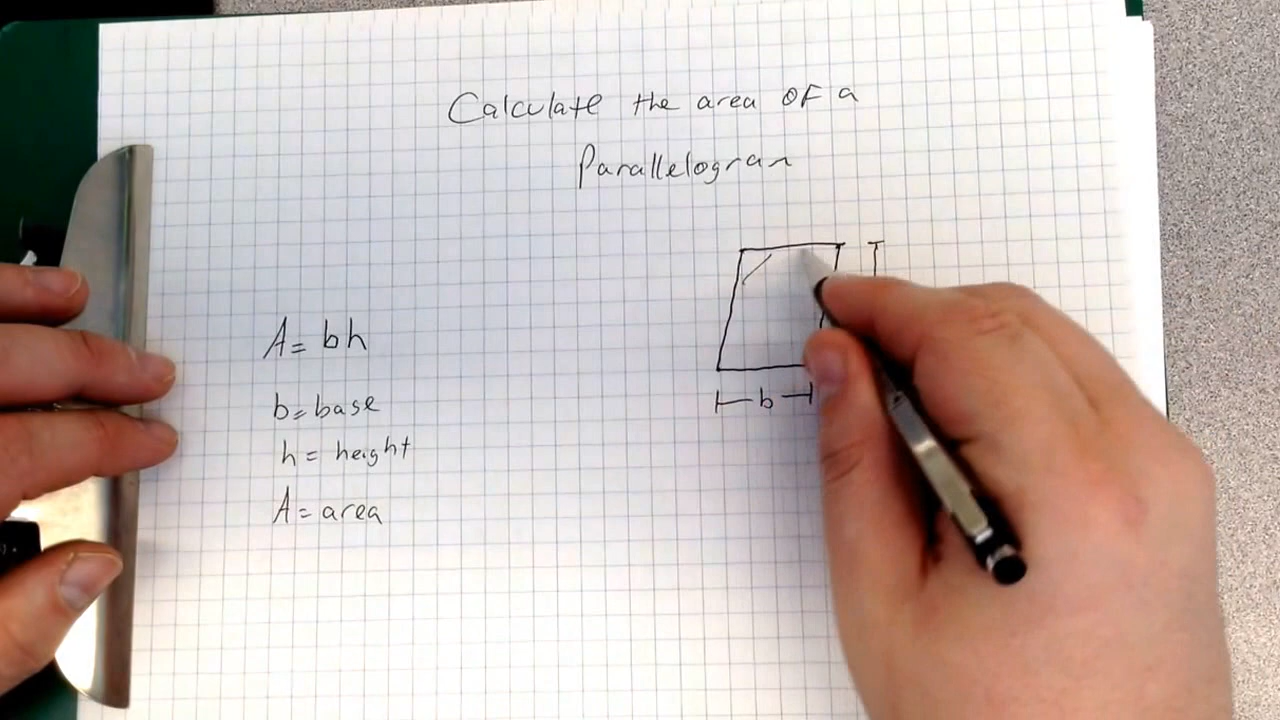 Calculate the area of a
Parallelogram
A = bh
b = base
h = height
A = area
b